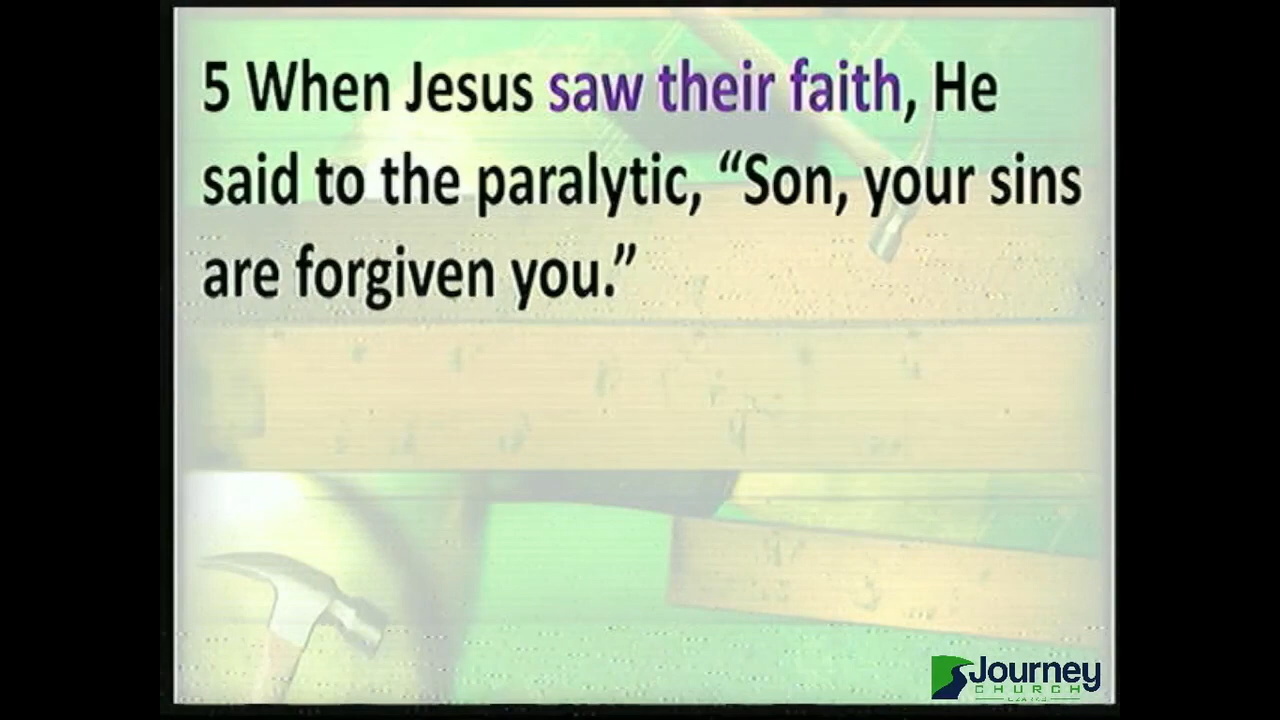 5 When Jesus saw their faith, He
said to the paralytic, “Son, your sins
are forgiven you.”
Journey
CHURCH